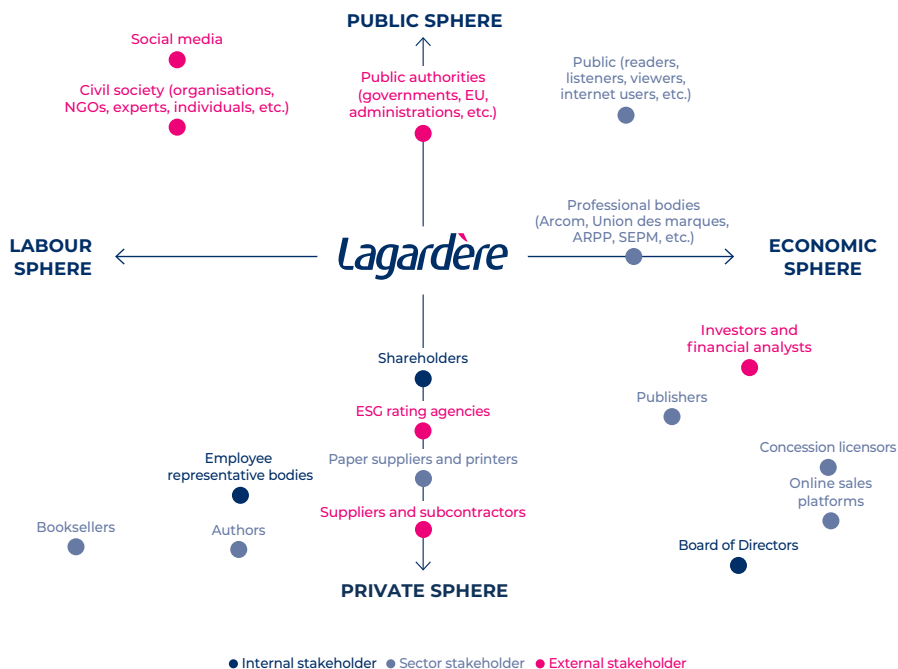 PUBLIC SPHERE
Social media
Civil society (organisations,
NGOs, experts, individuals, etc.)
Public authorities
(governments, EU,
administrations, etc.)
Public (readers,
listeners, viewers,
internet users, etc.)
Professional bodies
(Arcom, Union des marques,
ARPP, SEPM, etc.)
LABOUR
SPHERE
Lagardère
ECONOMIC
SPHERE
Investors and
financial analysts
Shareholders
Publishers
ESG rating agencies
Concession licensors
Employee
representative bodies
Paper suppliers and printers
Online sales
platforms
Suppliers and subcontractors
Booksellers
Authors
Board of Directors
PRIVATE SPHERE
Internal stakeholder Sector stakeholder External stakeholder